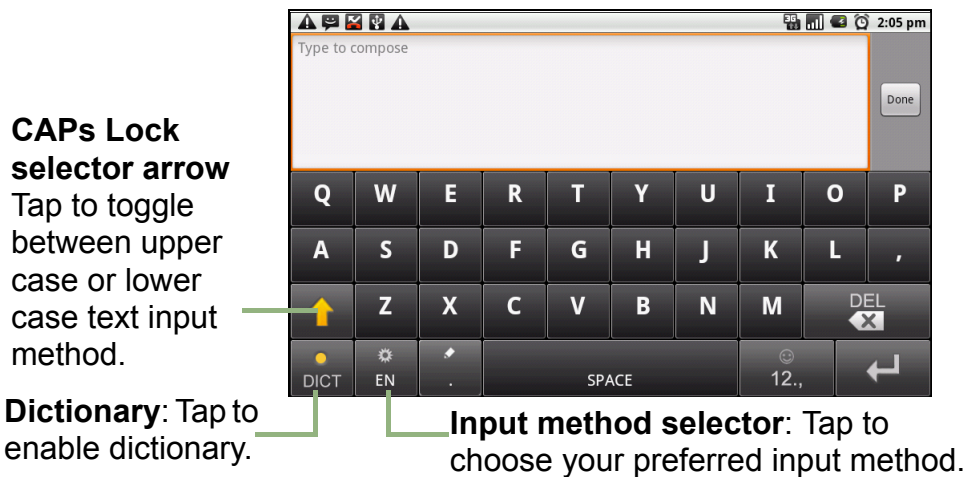 3G
2:05 pm
Type to compose
Done
CAPs Lock
selector arrow
Tap to toggle
between upper
case or lower
case text input
method.
Q W E R T Y U I O P
A S D F G H J K L ,
Z X C V B N M DEL
DICT EN . SPACE 12.,
Dictionary: Tap to
enable dictionary.
Input method selector: Tap to
choose your preferred input method.